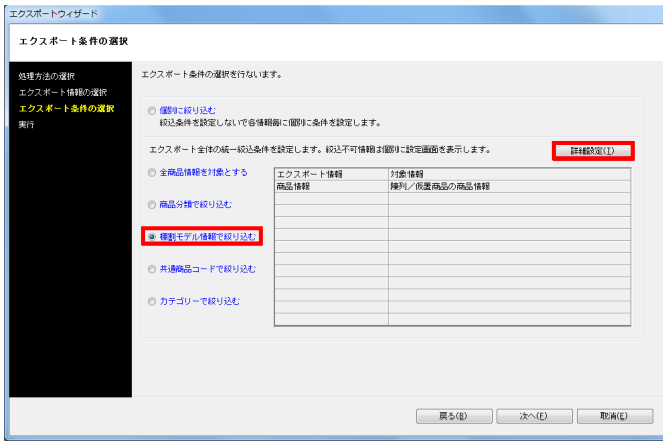 エクスポートウィザード
エクスポート条件の選択
処理方法の選択
エクスポート情報の選択
エクスポート条件の選択
実行
エクスポート条件の選択を行ないます。
個別に絞り込む
絞込条件を設定しないで各情報毎に個別に条件を設定します。
エクスポート全体の統一絞込条件を設定します。絞込不可情報は個別に設定画面を表示します。
詳細設定(I)
全商品情報を対象とする
商品分類で絞り込む
棚割モデル情報で絞り込む
共通商品コードで絞り込む
カテゴリーで絞り込む
エクスポート情報 対象情報
商品情報 陳列／仮置商品の商品情報
戻る(B) 次へ(F) 取消(E)